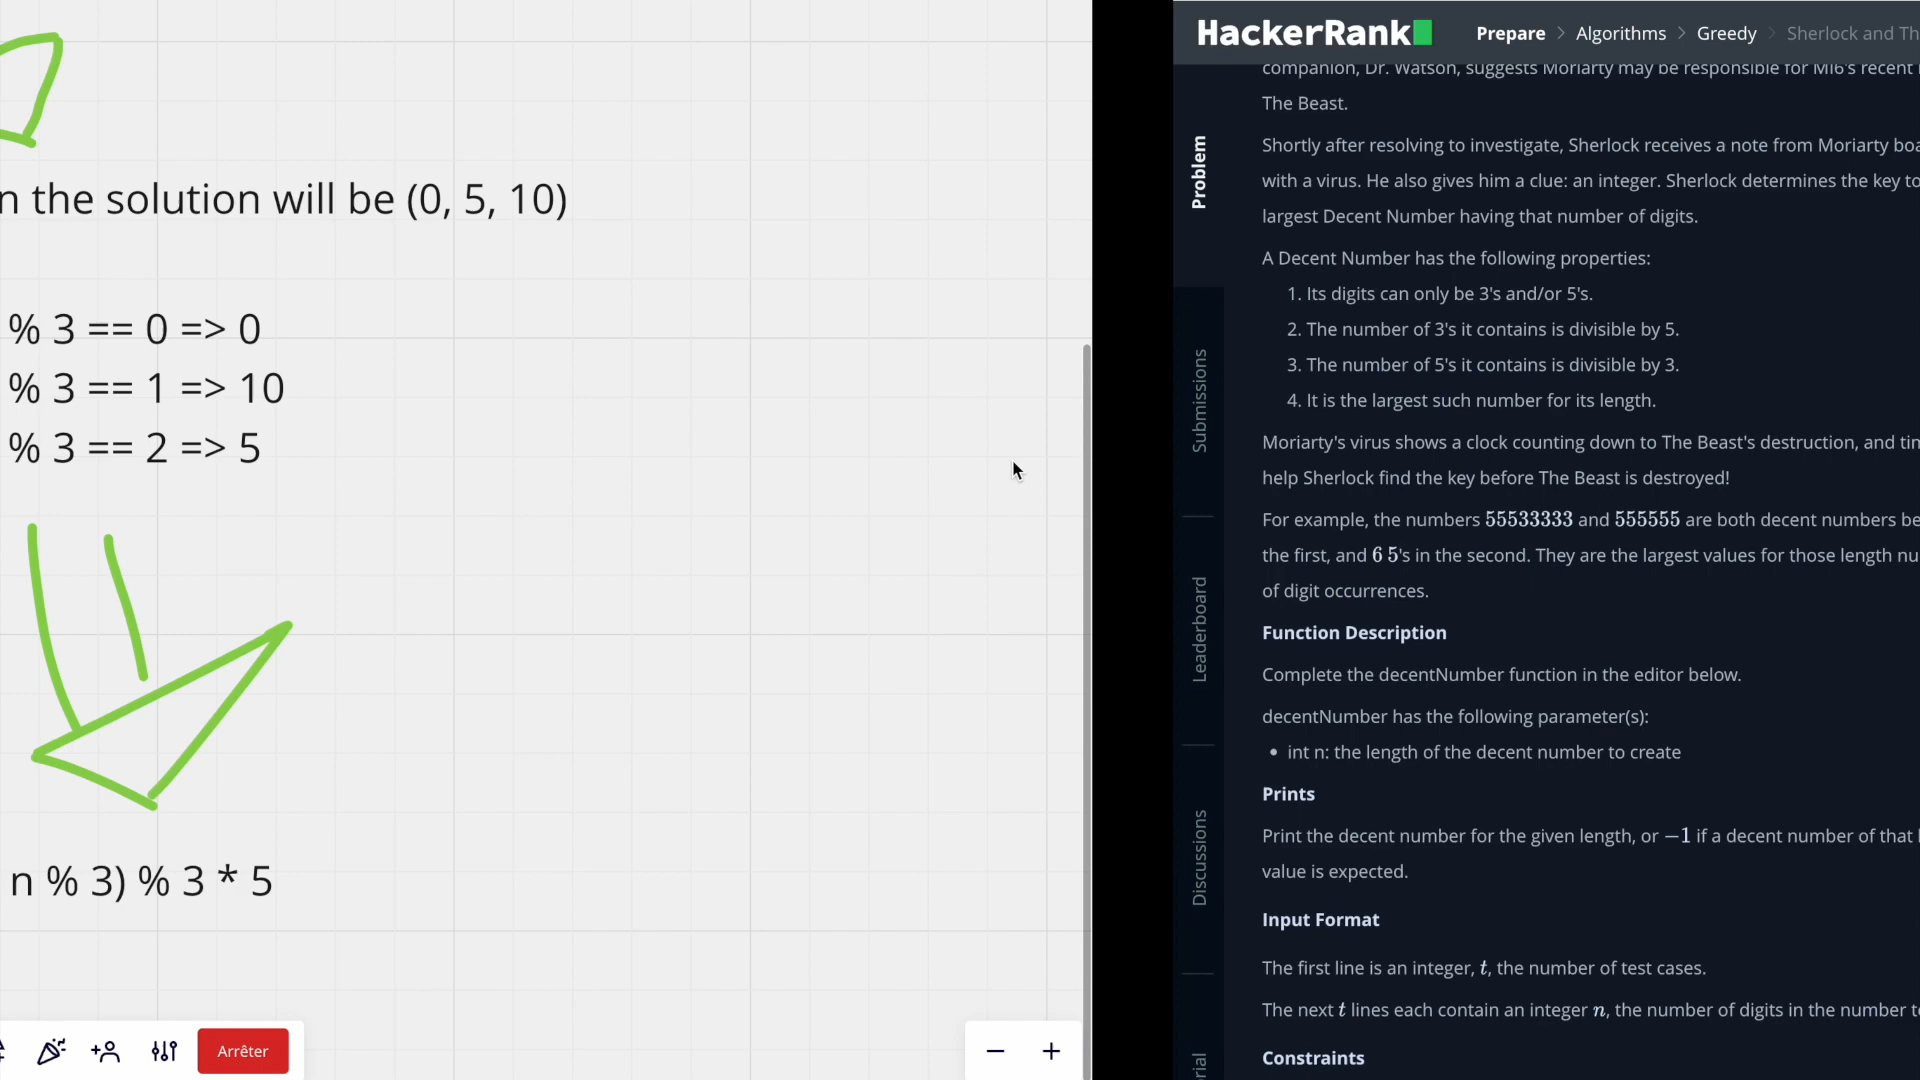 n the solution will be (0, 5, 10)
% 3 == 0 => 0
% 3 == 1 => 10
% 3 == 2 => 5
n % 3) % 3 * 5
Arrêter
HackerRank
Prepare > Algorithms > Greedy > Sherlock and Th
Problem
Submissions
Leaderboard
Discussions
rial
companion, Dr. Watson, suggests Moriarty may be responsible for MI6's recent
The Beast.
Shortly after resolving to investigate, Sherlock receives a note from Moriarty boa
with a virus. He also gives him a clue: an integer. Sherlock determines the key to
largest Decent Number having that number of digits.
A Decent Number has the following properties:
1. Its digits can only be 3's and/or 5's.
2. The number of 3's it contains is divisible by 5.
3. The number of 5's it contains is divisible by 3.
4. It is the largest such number for its length.
Moriarty's virus shows a clock counting down to The Beast's destruction, and tin
help Sherlock find the key before The Beast is destroyed!
For example, the numbers 55533333 and 555555 are both decent numbers be
the first, and 6 5's in the second. They are the largest values for those length nu
of digit occurrences.
Function Description
Complete the decentNumber function in the editor below.
decentNumber has the following parameter(s):
• int n: the length of the decent number to create
Prints
Print the decent number for the given length, or −1 if a decent number of that
value is expected.
Input Format
The first line is an integer, t, the number of test cases.
The next t lines each contain an integer n, the number of digits in the number t
Constraints